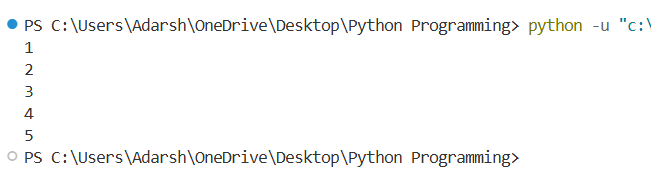 PS C:\Users\Adarsh\OneDrive\Desktop\Python Programming> python -u "c:\
1
2
3
4
5
PS C:\Users\Adarsh\OneDrive\Desktop\Python Programming>